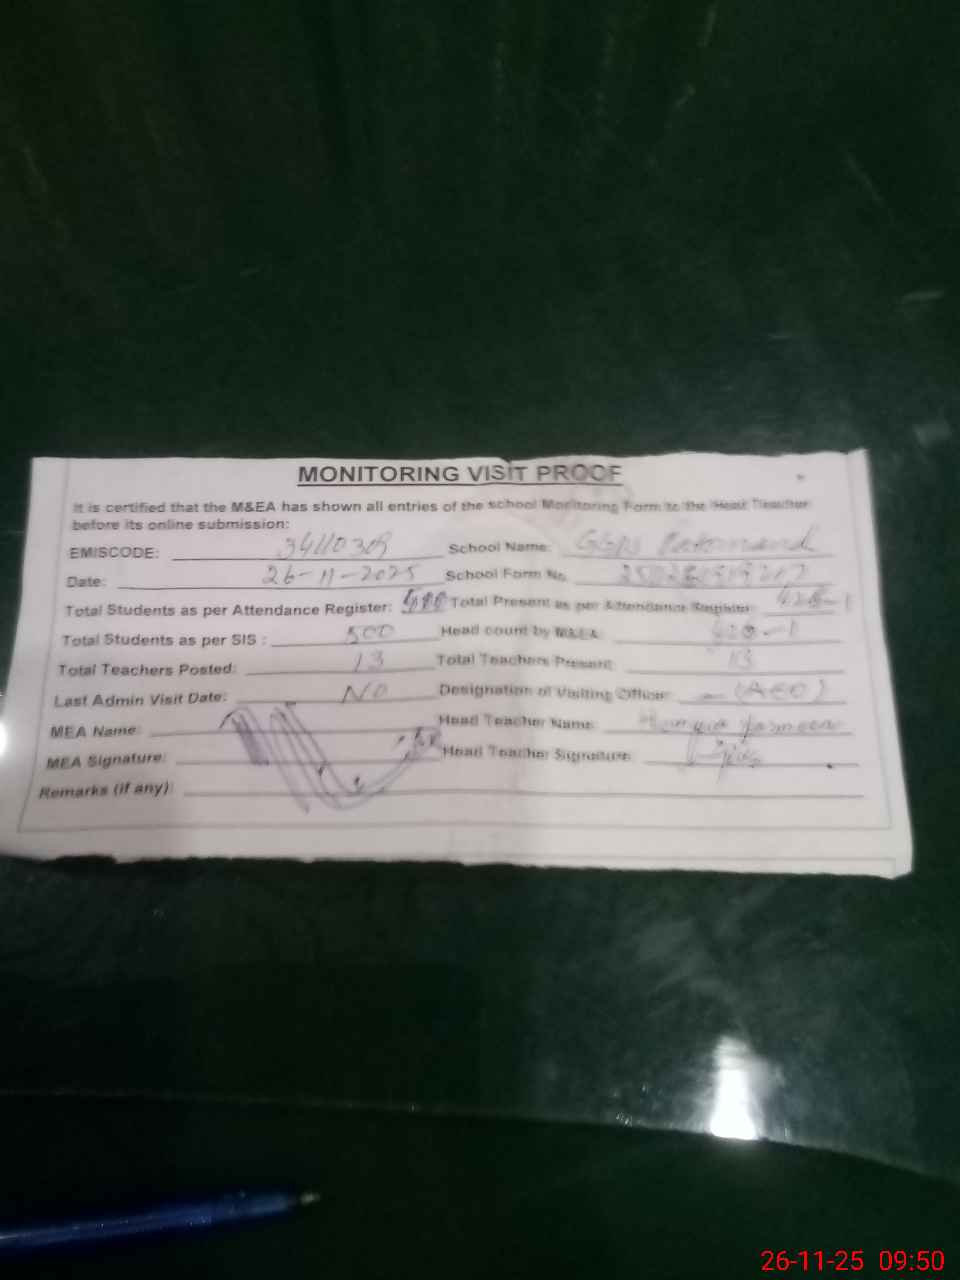 MONITORING VISIT PROOF
It is certified that the M&EA has shown all entries of the school Monitoring Form to the Head Teacher
before its online submission:
EMISCODE: School Name:
Date: 26-11-2025 School Form No.
Total Students as per Attendance Register: Total Present as per Attendance Register:
Total Students as per SIS : 500 Head count by M&EA:
Total Teachers Posted: 13 Total Teachers Present 13
Last Admin Visit Date: No Designation of Visiting Officer: (AEO)
MEA Name: Head Teacher Name:
MEA Signature: Head Teacher Signature:
Remarks (if any):
26-11-25 09:50